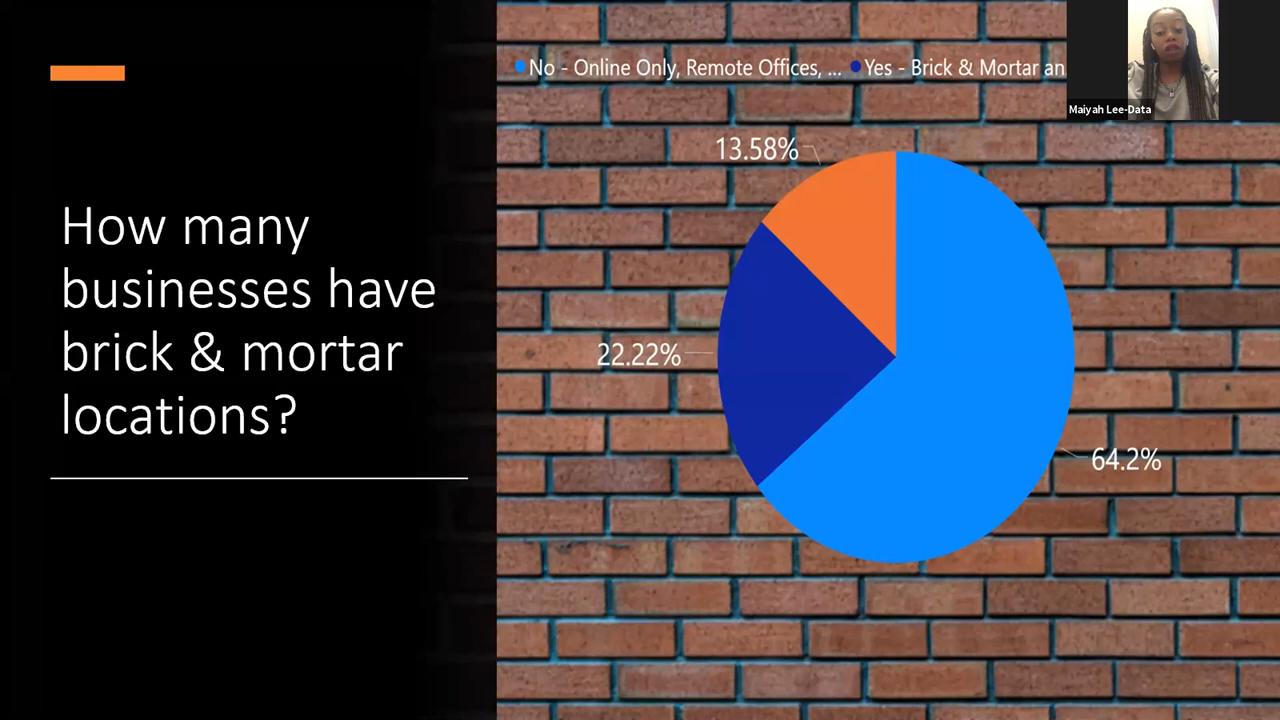 How many
businesses have
brick & mortar
locations?
No - Online Only, Remote Offices, ... Yes - Brick & Mortar an
Maiyah Lee-Data
13.58%
22.22%
64.2%